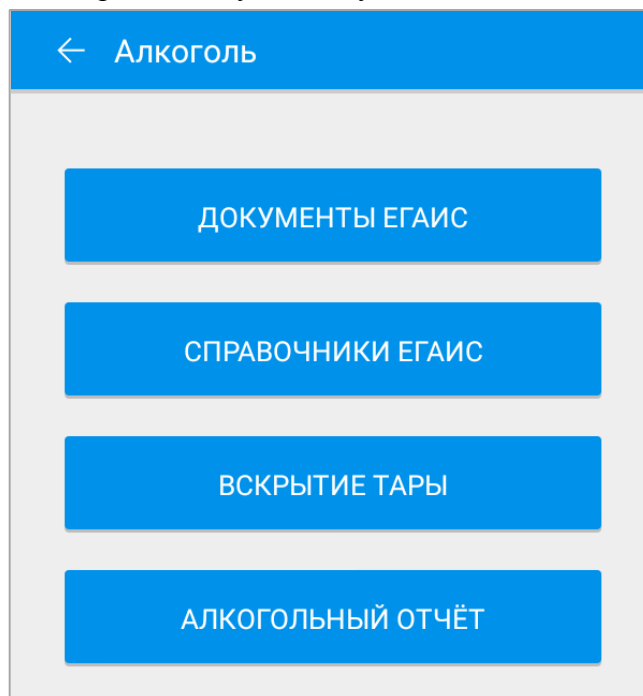 Алкоголь
ДОКУМЕНТЫ ЕГАИС
СПРАВОЧНИКИ ЕГАИС
ВСКРЫТИЕ ТАРЫ
АЛКОГОЛЬНЫЙ ОТЧЁТ